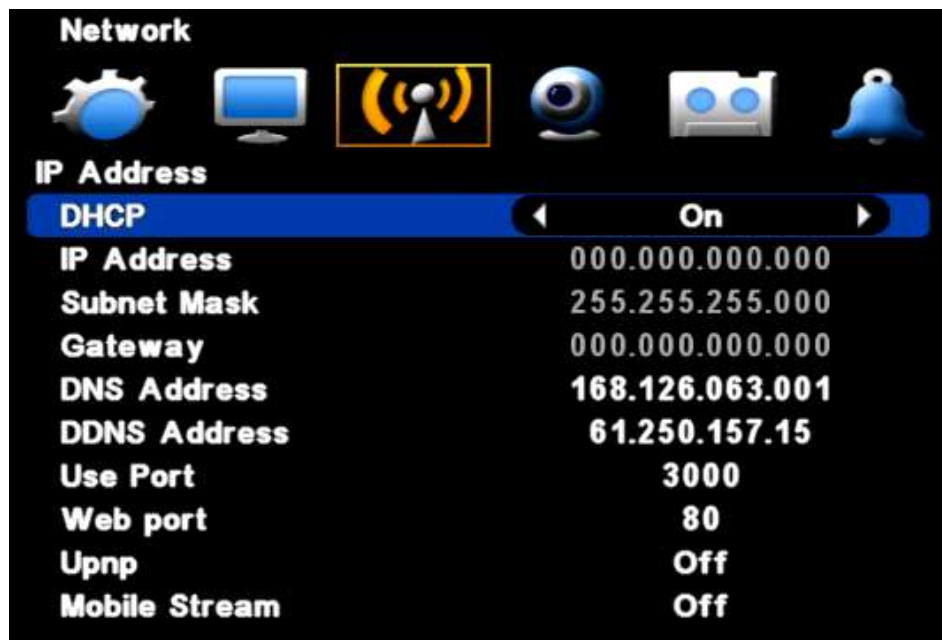 Network
IP Address
DHCP On
IP Address 000.000.000.000
Subnet Mask 255.255.255.000
Gateway 000.000.000.000
DNS Address 168.126.063.001
DDNS Address 61.250.157.15
Use Port 3000
Web port 80
Upnp Off
Mobile Stream Off